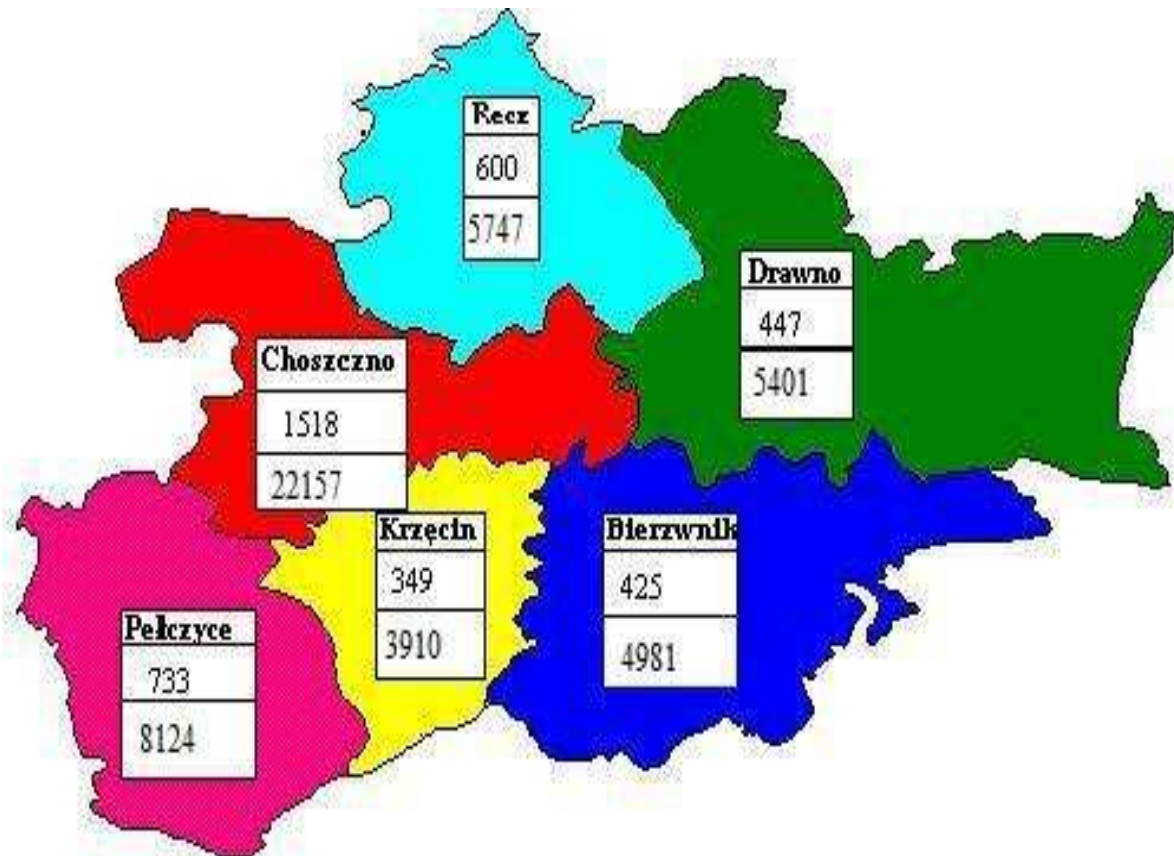 Recz
600
5747
Drawno
447
5401
Choszczno
1518
22157
Krzęcin
349
3910
Bierzwnik
425
4981
Pełczyce
733
8124